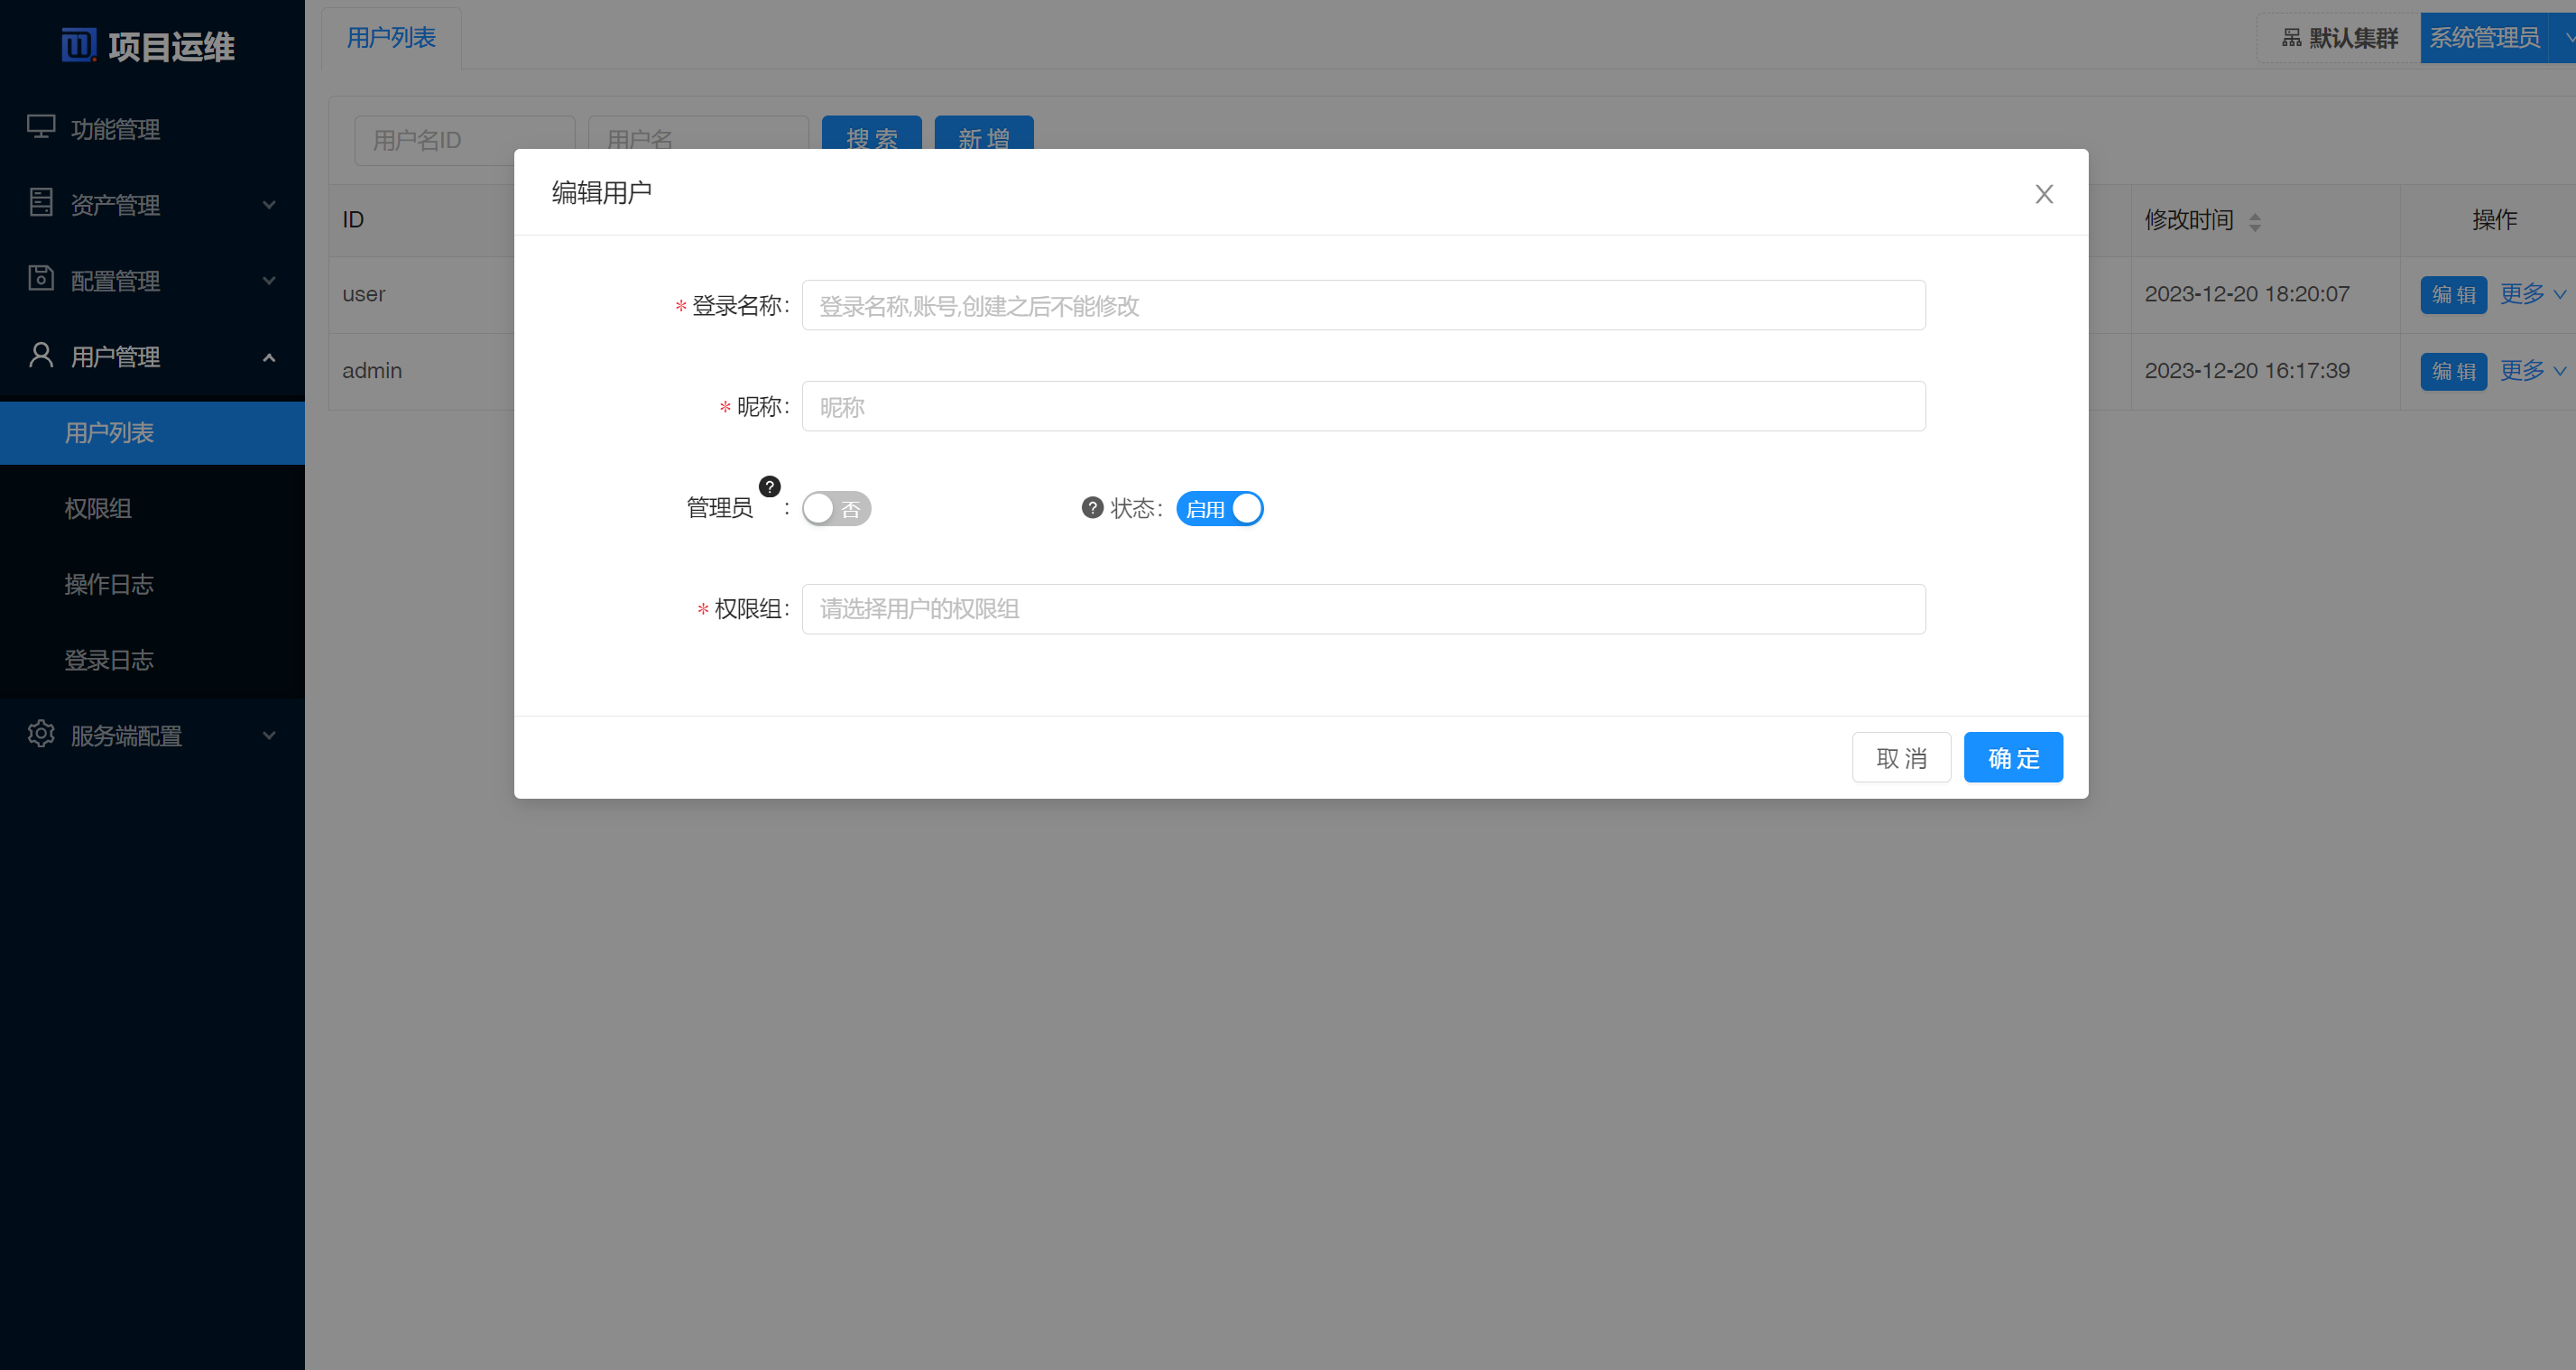 项目运维
功能管理
资产管理
配置管理
用户管理
用户列表
权限组
操作日志
登录日志
服务端配置
用户列表
默认集群
系统管理员
用户名ID
用户名
搜 索
新 增
ID
修改时间
操作
user
2023-12-20 18:20:07
编 辑
更多
admin
2023-12-20 16:17:39
编 辑
更多
编辑用户
* 登录名称:
登录名称,账号,创建之后不能修改
* 昵称:
昵称
管理员 ? :
否
? 状态:
启用
* 权限组:
请选择用户的权限组
取 消
确 定